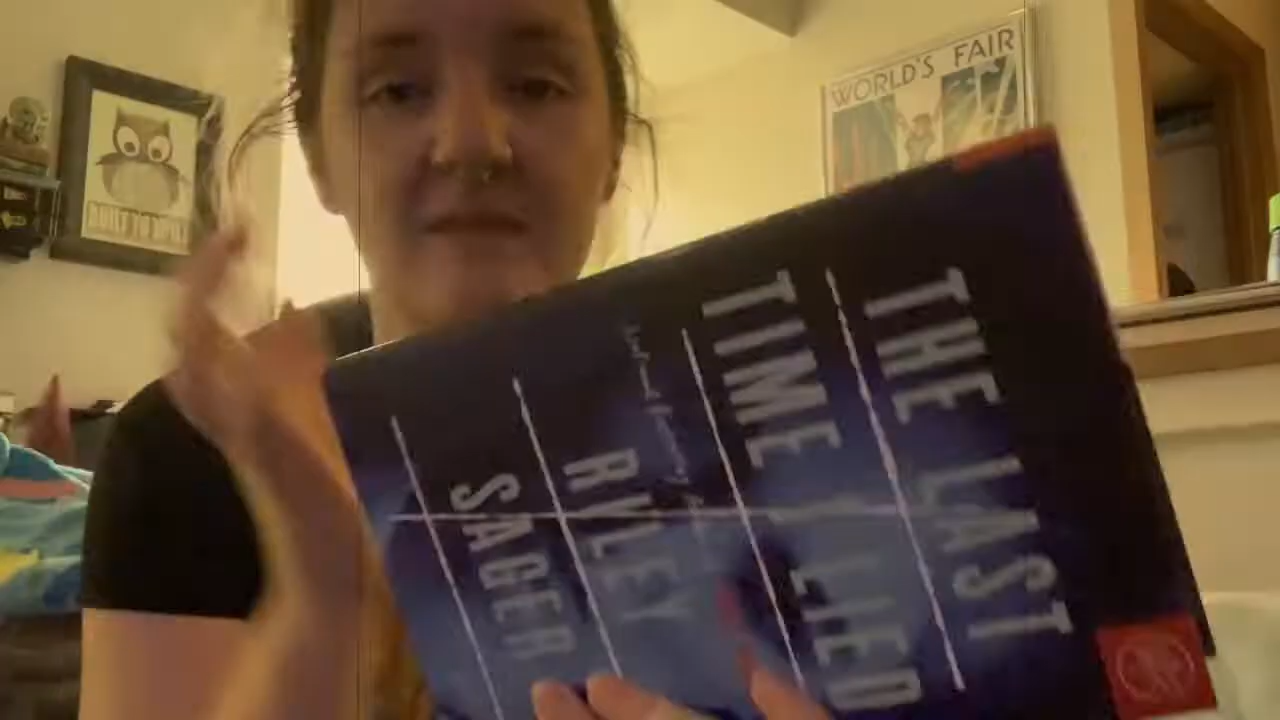 WORLD'S FAIR
THE LAST
TIME I LIED
RILEY
SAGER